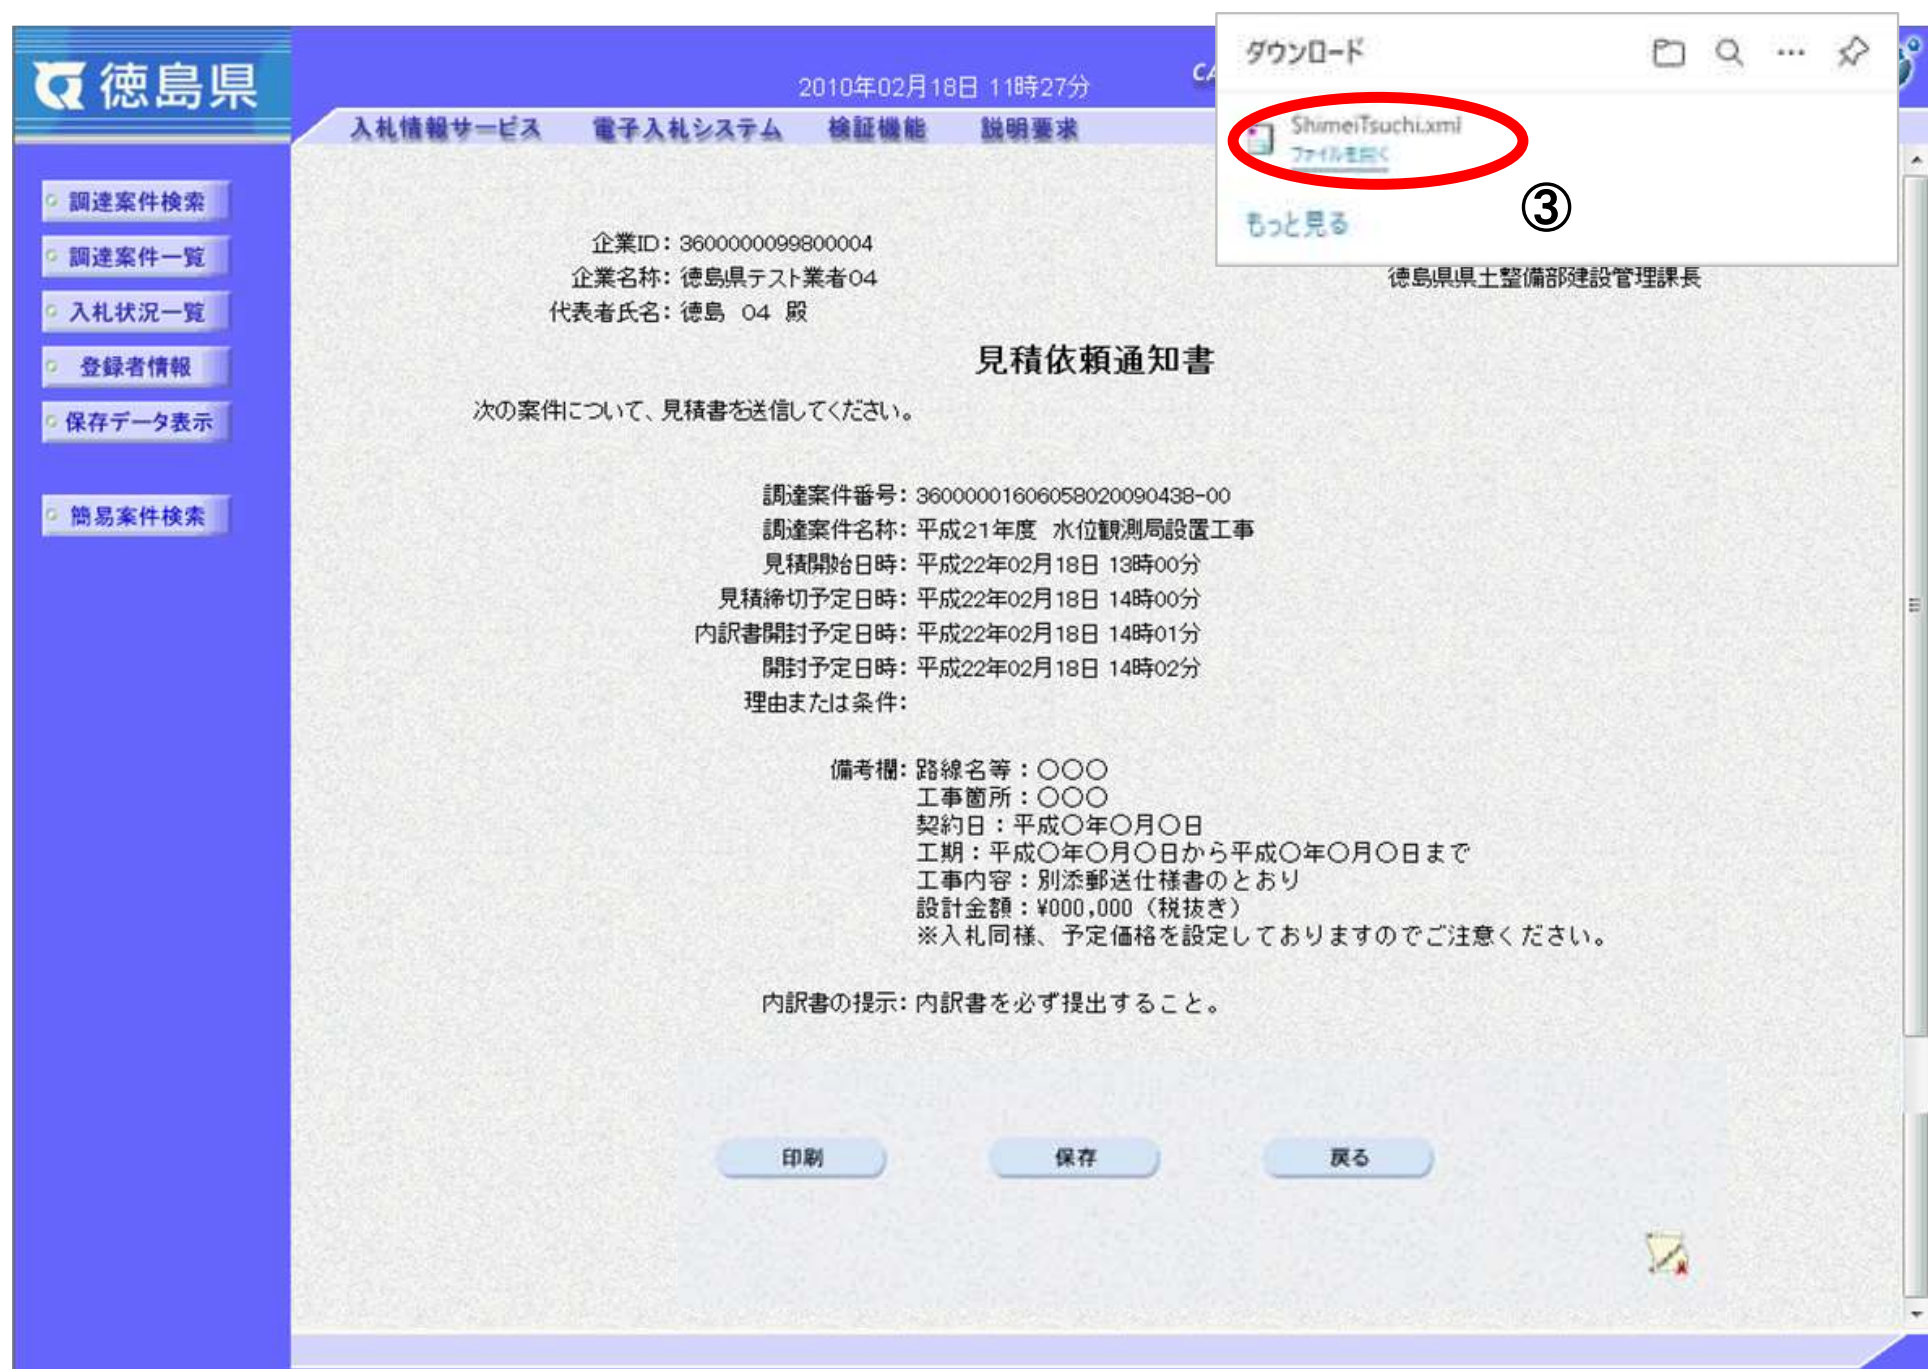 徳島県
2010年02月18日 11時27分
CA
入札情報サービス 電子入札システム 検証機能 説明要求
ダウンロード
ShimeiTsuchi.xml
ファイルを開く
もっと見る
③
調達案件検索
調達案件一覧
入札状況一覧
登録者情報
保存データ表示
簡易案件検索
企業ID：3600000099800004
企業名称：徳島県テスト業者04
代表者氏名：徳島 04 殿
徳島県県土整備部建設管理課長
見積依頼通知書
次の案件について、見積書を送信してください。
調達案件番号：36000001606058020090438-00
調達案件名称：平成21年度 水位観測局設置工事
見積開始日時：平成22年02月18日 13時00分
見積締切予定日時：平成22年02月18日 14時00分
内訳書開封予定日時：平成22年02月18日 14時01分
開封予定日時：平成22年02月18日 14時02分
理由または条件：
備考欄：路線名等：○○○
工事箇所：○○○
契約日：平成○年○月○日
工期：平成○年○月○日から平成○年○月○日まで
工事内容：別添郵送仕様書のとおり
設計金額：¥000,000（税抜き）
※入札同様、予定価格を設定しておりますのでご注意ください。
内訳書の提示：内訳書を必ず提出すること。
印刷 保存 戻る